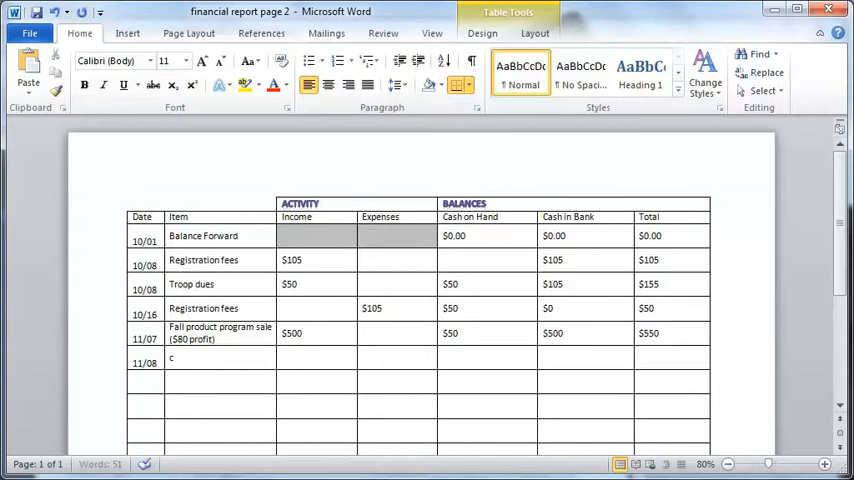 financial report page 2 - Microsoft Word
Table Tools
File Home Insert Page Layout References Mailings Review View Design Layout
Calibri (Body) 11 Aa
AaBbCcDc AaBbCcDc AaBbC
Find
Paste
B I U abc x₂ x² A ab A
¶ Normal ¶ No Spaci... Heading 1
Change Styles
Replace
Select
Clipboard Font Paragraph Styles Editing
ACTIVITY BALANCES
Date Item Income Expenses Cash on Hand Cash in Bank Total
10/01 Balance Forward $0.00 $0.00 $0.00
10/08 Registration fees $105 $105 $105
10/08 Troop dues $50 $50 $105 $155
10/16 Registration fees $105 $50 $0 $50
11/07 Fall product program sale ($80 profit) $500 $50 $500 $550
11/08 c
Page: 1 of 1 Words: 51 80%